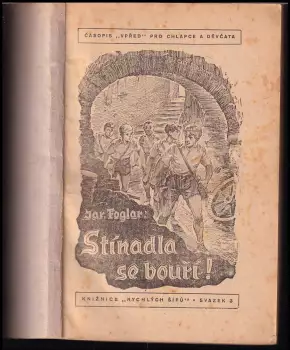 ČASOPIS „VPŘED" PRO CHLAPCE A DĚVČATA
Jar. Foglar:
Stínadla
se bouří!
KNIŽNICE „RYCHLÝCH ŠÍPŮ" • SVAZEK 2